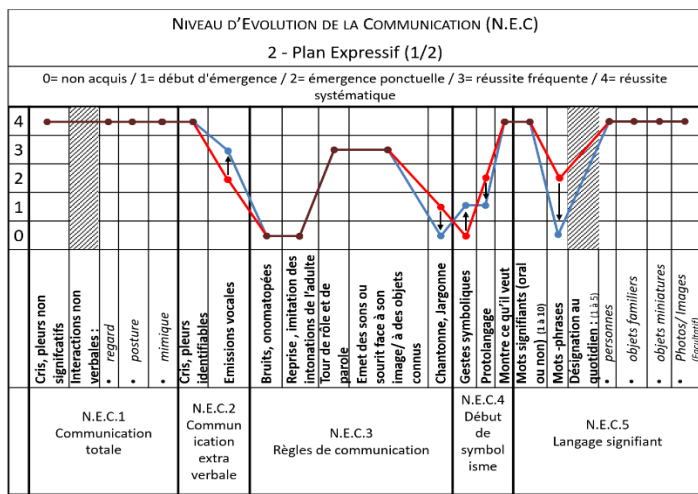 NIVEAU D'EVOLUTION DE LA COMMUNICATION (N.E.C)
2 - Plan Expressif (1/2)
0= non acquis / 1= début d'émergence / 2= émergence ponctuelle / 3= réussite fréquente / 4= réussite
systématique
4
3
2
1
0
Cris, pleurs non
signifcatifs
Interactions non
verbales :
• regard
• posture
• mimique
Cris, pleurs
identifiables
Emissions vocales
Bruits, onomatopées
Reprise, imitation des
intonations de l'adulte
Tour de rôle et de
parole
Emet des sons ou
sourit face à son
image/ à des objets
connus
Chantonne, Jargonne
Gestes symboliques
Protolangage
Montre ce qu'il veut
Mots signifiants (oral
ou non) (1 à 10)
Mots -phrases
Désignation au
quotidien : (1 à 5)
• personnes
• objets familiers
• objets miniatures
• Photos/ Images
(Facultatif)
N.E.C.1
Communication
totale
N.E.C.2
Commun
ication
extra
verbale
N.E.C.3
Règles de communication
N.E.C.4
Début
de
symbol
isme
N.E.C.5
Langage signifiant